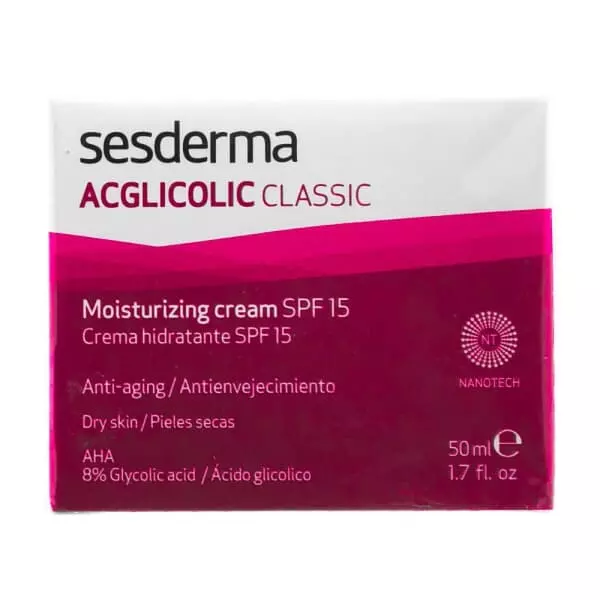 sesderma
ACGLICOLIC CLASSIC
Moisturizing cream SPF 15
Crema hidratante SPF 15
NT
NANOTECH
Anti-aging / Antienvejecimiento
Dry skin / Pieles secas
AHA
8% Glycolic acid / Ácido glicolico
50 ml ℮
1.7 fl. oz